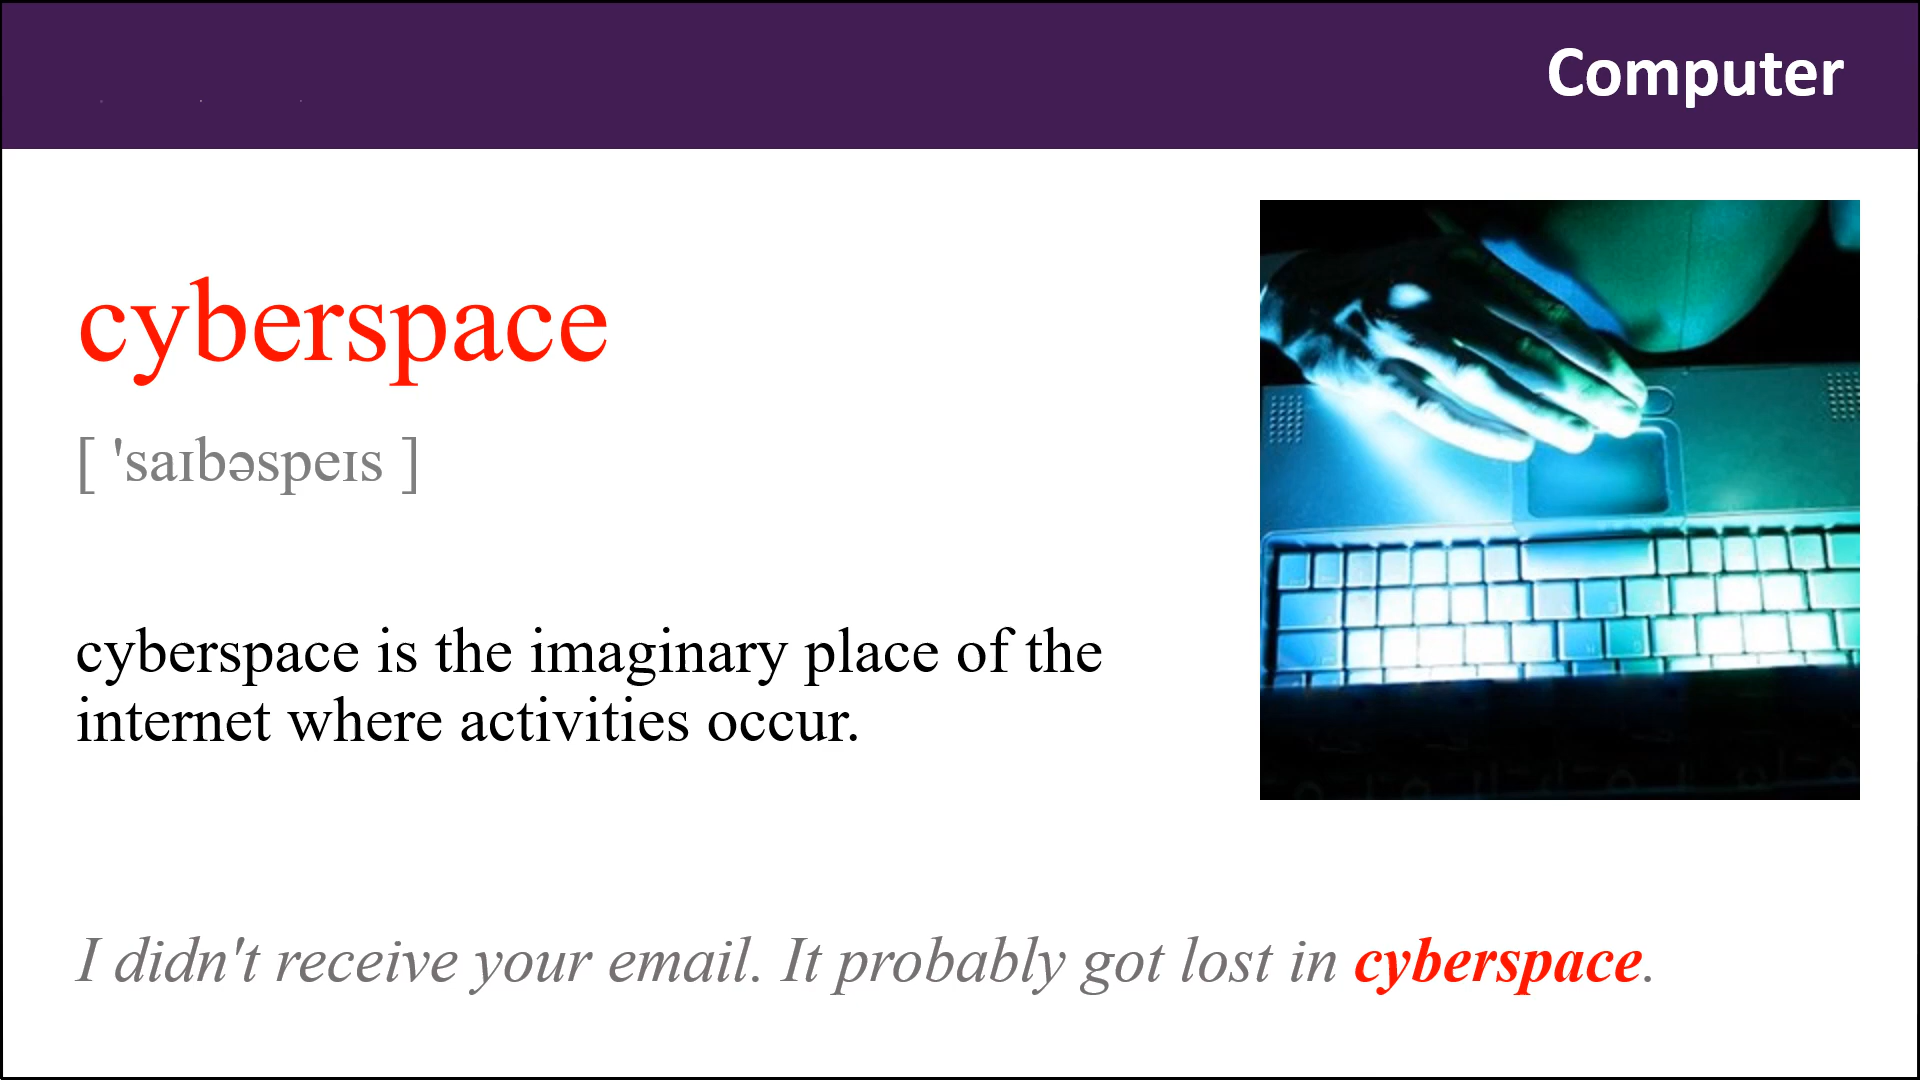 Computer
cyberspace
[ 'saɪbəspeɪs ]
cyberspace is the imaginary place of the
internet where activities occur.
I didn't receive your email. It probably got lost in cyberspace.